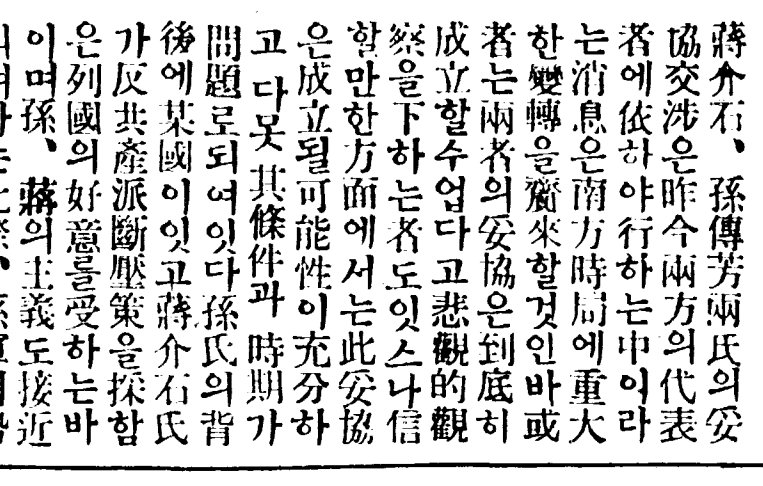 蔣介石、孫傳芳兩氏의妥
協交涉은昨今兩方의代表
者에依하야行하는中이라
는消息은南方時局에重大
한變轉을齎來할것인바或
者는兩者의妥協은到底히
成立할수업다고悲觀的觀
察을下하는者도잇스나信
할만한方面에서는此妥協
은成立될可能性이充分하
고다못其條件과時期가
問題로되여잇다孫氏의背
後에某國이잇고蔣介石氏
가反共產派斷壓策을採함
은列國의好意를受하는바
이며孫、蔣의主義도接近